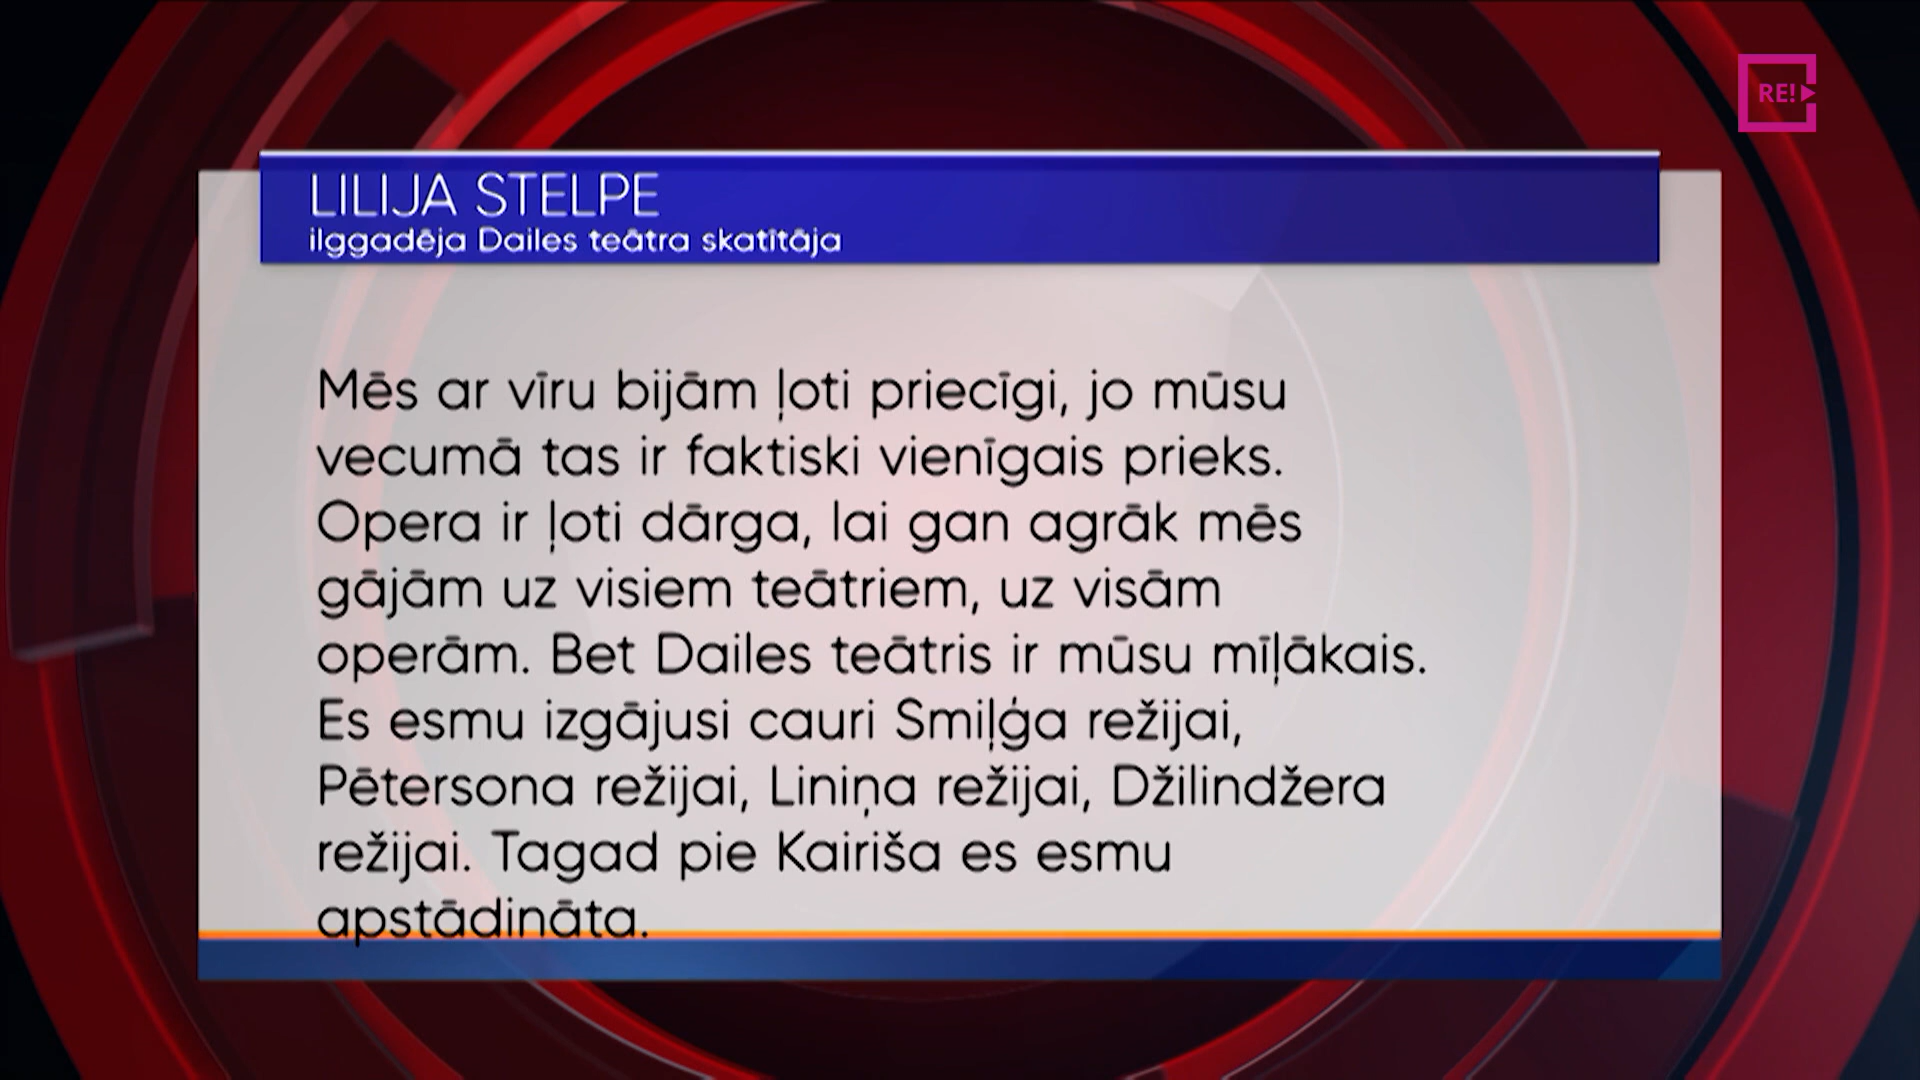 RE!
LILIJA STELPE
ilggadēja Dailes teātra skatītāja
Mēs ar vīru bijām ļoti priecīgi, jo mūsu
vecumā tas ir faktiski vienīgais prieks.
Opera ir ļoti dārga, lai gan agrāk mēs
gājām uz visiem teātriem, uz visām
operām. Bet Dailes teātris ir mūsu mīļākais.
Es esmu izgājusi cauri Smiļģa režijai,
Pētersona režijai, Liniņa režijai, Džilindžera
režijai. Tagad pie Kairiša es esmu
apstādināta.